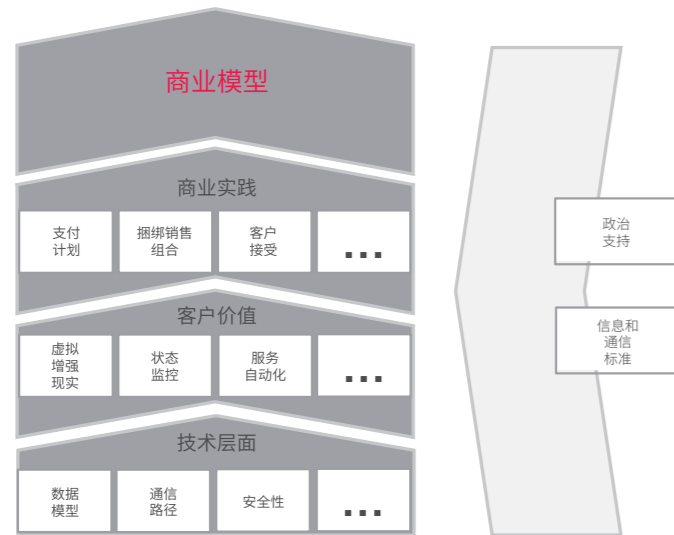 商业模型
商业实践
支付
计划
捆绑销售
组合
客户
接受
...
客户价值
虚拟
增强
现实
状态
监控
服务
自动化
...
技术层面
数据
模型
通信
路径
安全性
...
政治
支持
信息和
通信
标准